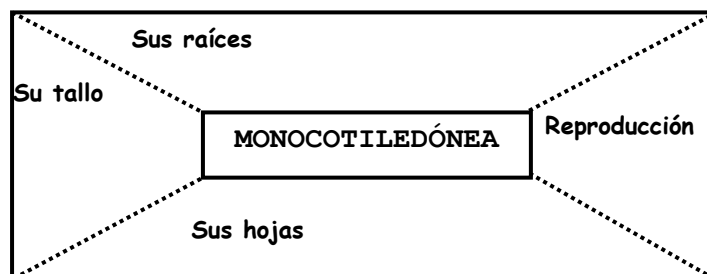 Sus raíces
Su tallo
MONOCOTILEDÓNEA
Reproducción
Sus hojas